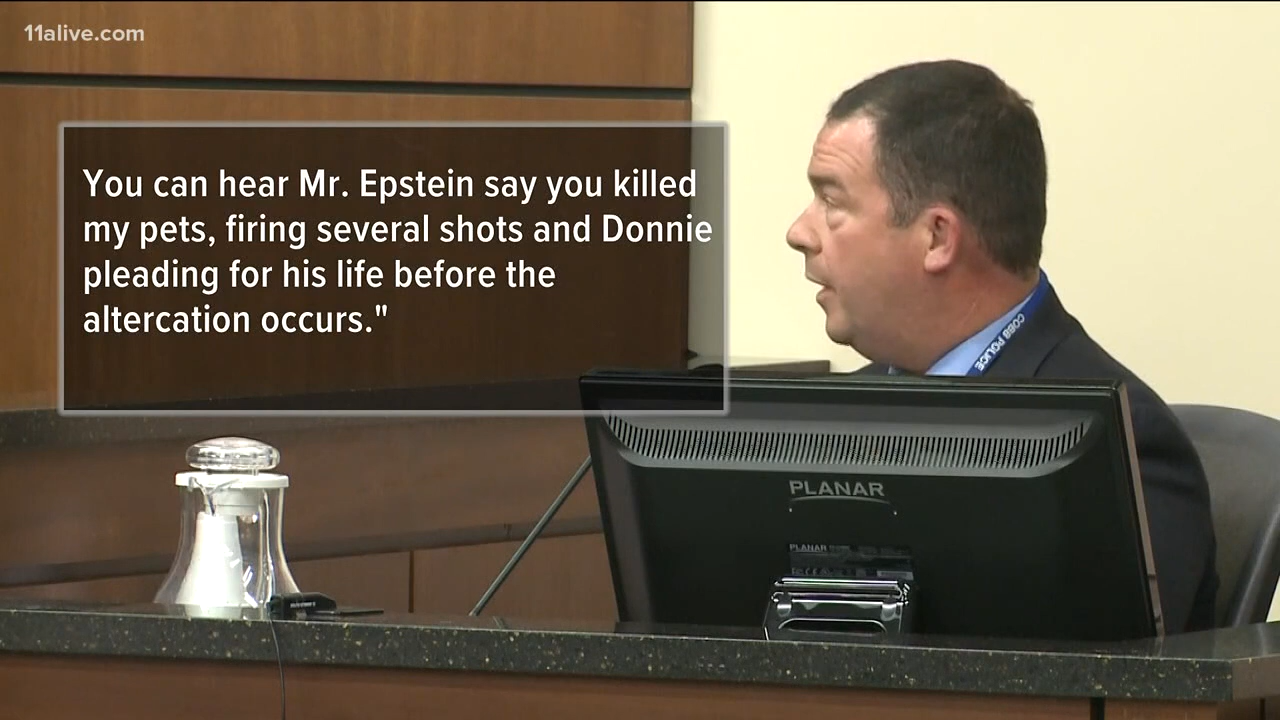 11alive.com
You can hear Mr. Epstein say you killed
my pets, firing several shots and Donnie
pleading for his life before the
altercation occurs."
COBB POLICE
PLANAR
PLANAR